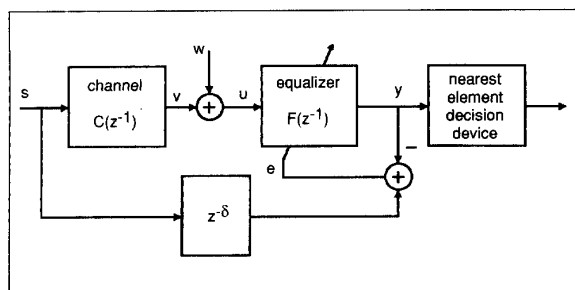 w
channel
C(z⁻¹)
equalizer
F(z⁻¹)
nearest
element
decision
device
s
v
+
u
y
−
e
+
z⁻δ